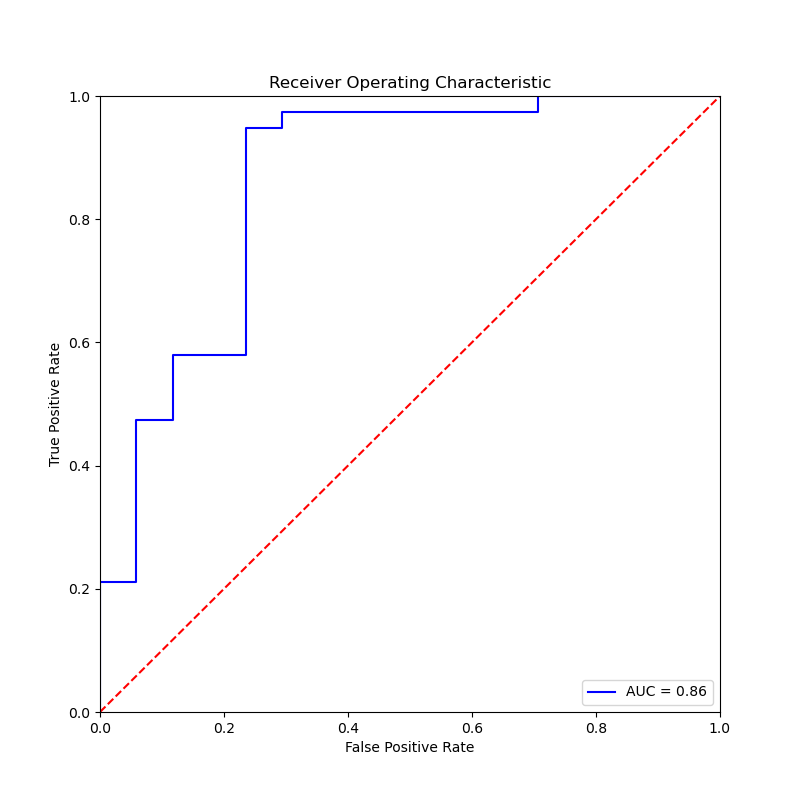 Receiver Operating Characteristic
1.0
0.8
0.6
0.4
0.2
0.0
True Positive Rate
AUC = 0.86
0.0 0.2 0.4 0.6 0.8 1.0
False Positive Rate